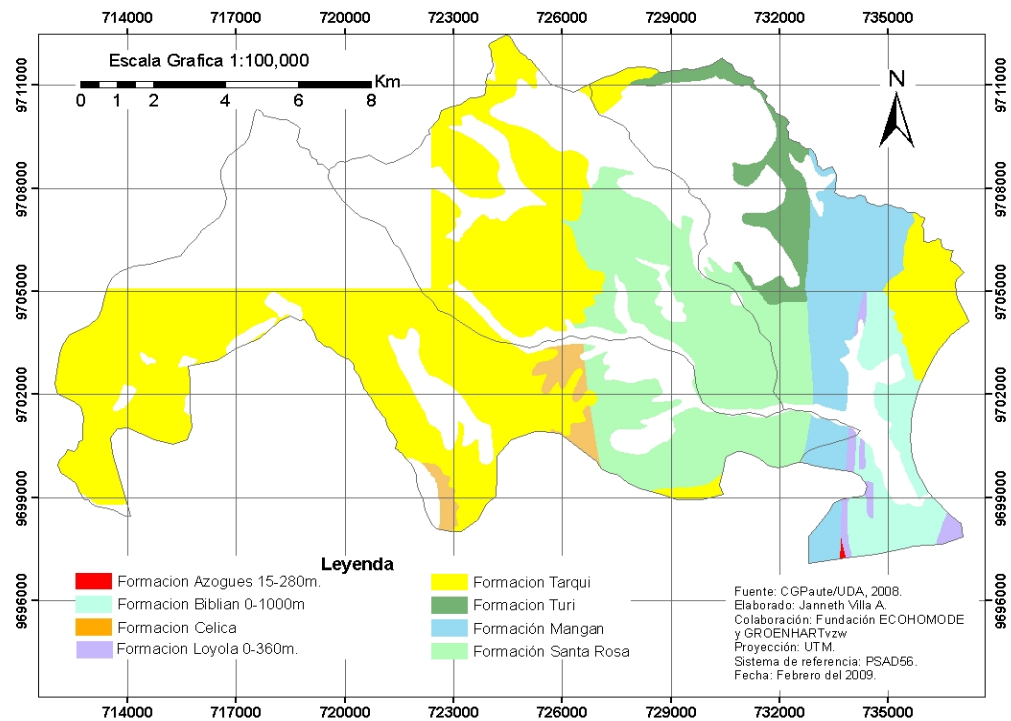 714000 717000 720000 723000 726000 729000 732000 735000
Escala Grafica 1:100,000
Km
0 1 2 4 6 8
N
9711000 9711000
9708000 9708000
9705000 9705000
9702000 9702000
9699000 9699000
9696000 9696000
Leyenda
Formacion Azogues 15-280m.
Formacion Biblian 0-1000m
Formacion Celica
Formacion Loyola 0-360m.
Formacion Tarqui
Formacion Turi
Formación Mangan
Formación Santa Rosa
Fuente: CGPaute/UDA, 2008.
Elaborado: Janneth Villa A.
Colaboración: Fundación ECOHOMODE
y GROENHARTvzw
Proyección: UTM.
Sistema de referencia: PSAD56.
Fecha: Febrero del 2009.
714000 717000 720000 723000 726000 729000 732000 735000